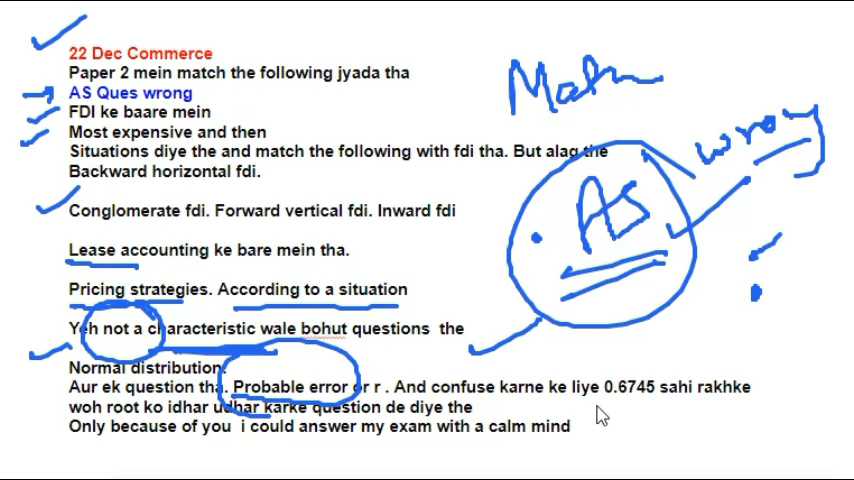 22 Dec Commerce
Paper 2 mein match the following jyada tha
AS Ques wrong
FDI ke baare mein
Most expensive and then
Situations diye the and match the following with fdi tha. But alag the
Backward horizontal fdi.
Conglomerate fdi. Forward vertical fdi. Inward fdi
Lease accounting ke bare mein tha.
Pricing strategies. According to a situation
Yeh not a characteristic wale bohut questions the
Normal distribution.
Aur ek question tha. Probable error or r . And confuse karne ke liye 0.6745 sahi rakhke
woh root ko idhar udhar karke question de diye the
Only because of you i could answer my exam with a calm mind
wrong
AS